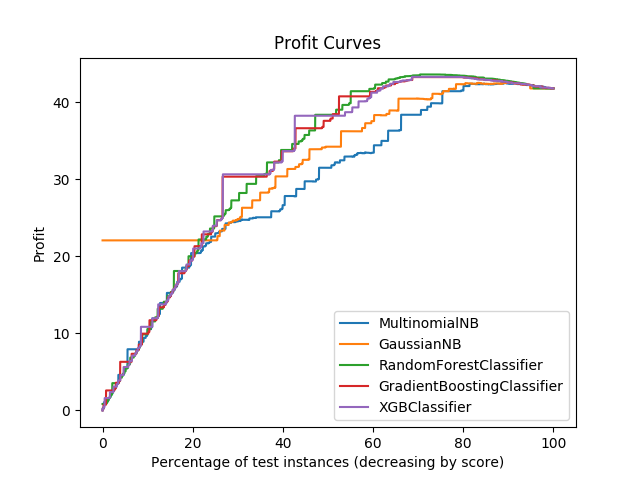 Profit Curves
Profit
40
30
20
10
0
0 20 40 60 80 100
Percentage of test instances (decreasing by score)
MultinomialNB
GaussianNB
RandomForestClassifier
GradientBoostingClassifier
XGBClassifier